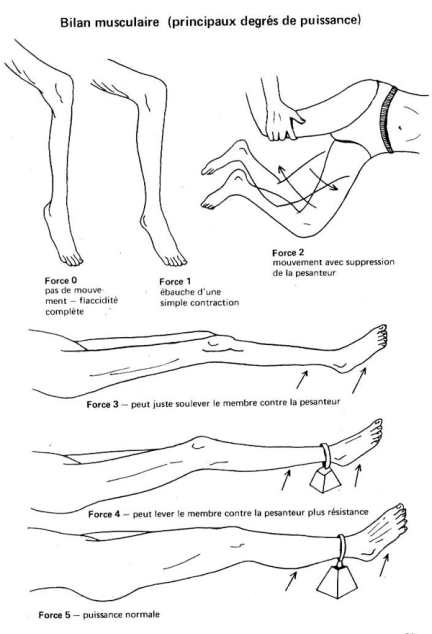 Bilan musculaire (principaux degrés de puissance)
Force 0
pas de mouve-
ment – flaccidité
complète
Force 1
ébauche d'une
simple contraction
Force 2
mouvement avec suppression
de la pesanteur
Force 3 – peut juste soulever le membre contre la pesanteur
Force 4 – peut lever le membre contre la pesanteur plus résistance
Force 5 – puissance normale